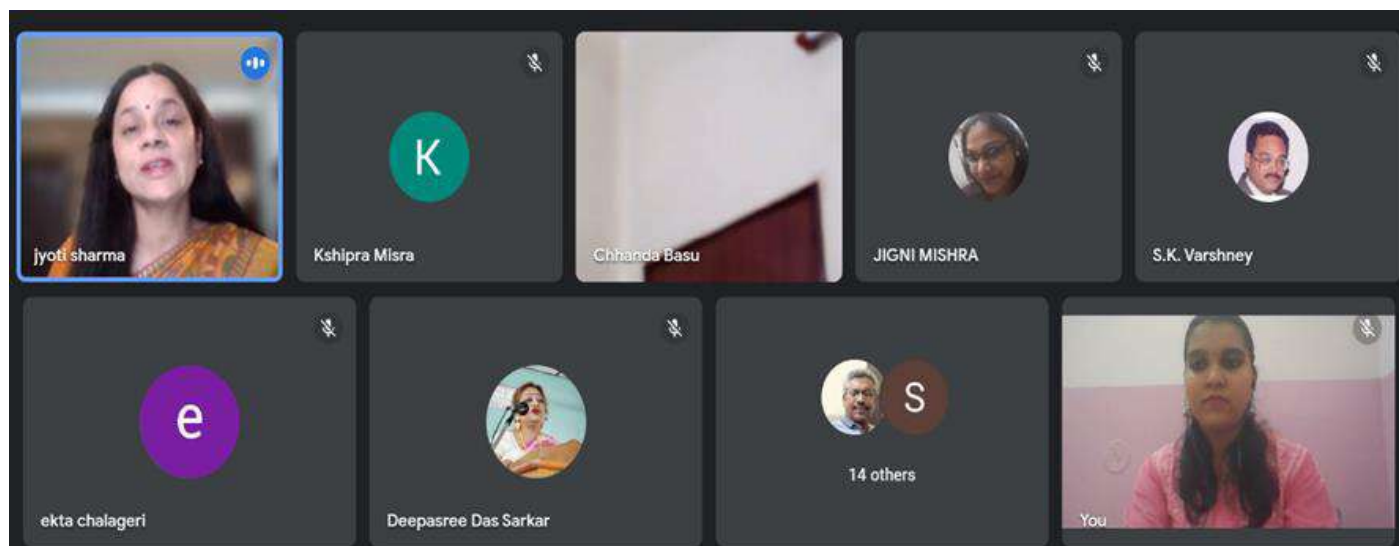 jyoti sharma
K
Kshipra Misra
Chhanda Basu
JIGNI MISHRA
S.K. Varshney
e
ekta chalageri
Deepasree Das Sarkar
S
14 others
You